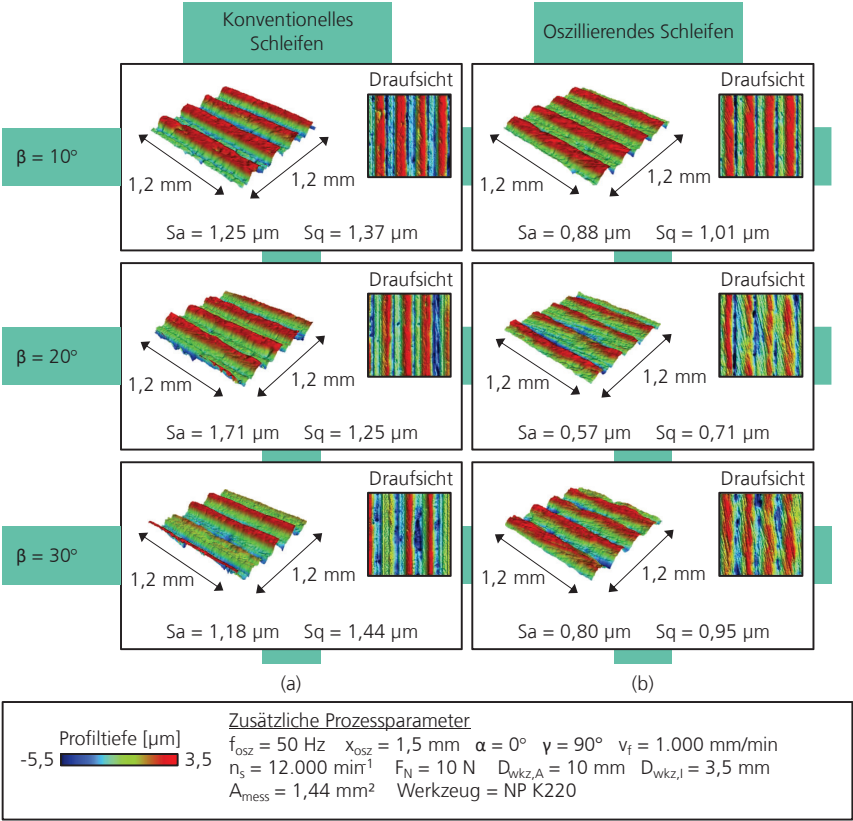 Konventionelles
Schleifen
Oszillierendes Schleifen
β = 10°
Draufsicht
1,2 mm
1,2 mm
Sa = 1,25 µm Sq = 1,37 µm
Draufsicht
1,2 mm
1,2 mm
Sa = 0,88 µm Sq = 1,01 µm
β = 20°
Draufsicht
1,2 mm
1,2 mm
Sa = 1,71 µm Sq = 1,25 µm
Draufsicht
1,2 mm
1,2 mm
Sa = 0,57 µm Sq = 0,71 µm
β = 30°
Draufsicht
1,2 mm
1,2 mm
Sa = 1,18 µm Sq = 1,44 µm
Draufsicht
1,2 mm
1,2 mm
Sa = 0,80 µm Sq = 0,95 µm
(a)
(b)
Profiltiefe [µm]
-5,5 3,5
Zusätzliche Prozessparameter
f_osz = 50 Hz x_osz = 1,5 mm α = 0° γ = 90° v_f = 1.000 mm/min
n_s = 12.000 min⁻¹ F_N = 10 N D_wkz,A = 10 mm D_wkz,I = 3,5 mm
A_mess = 1,44 mm² Werkzeug = NP K220